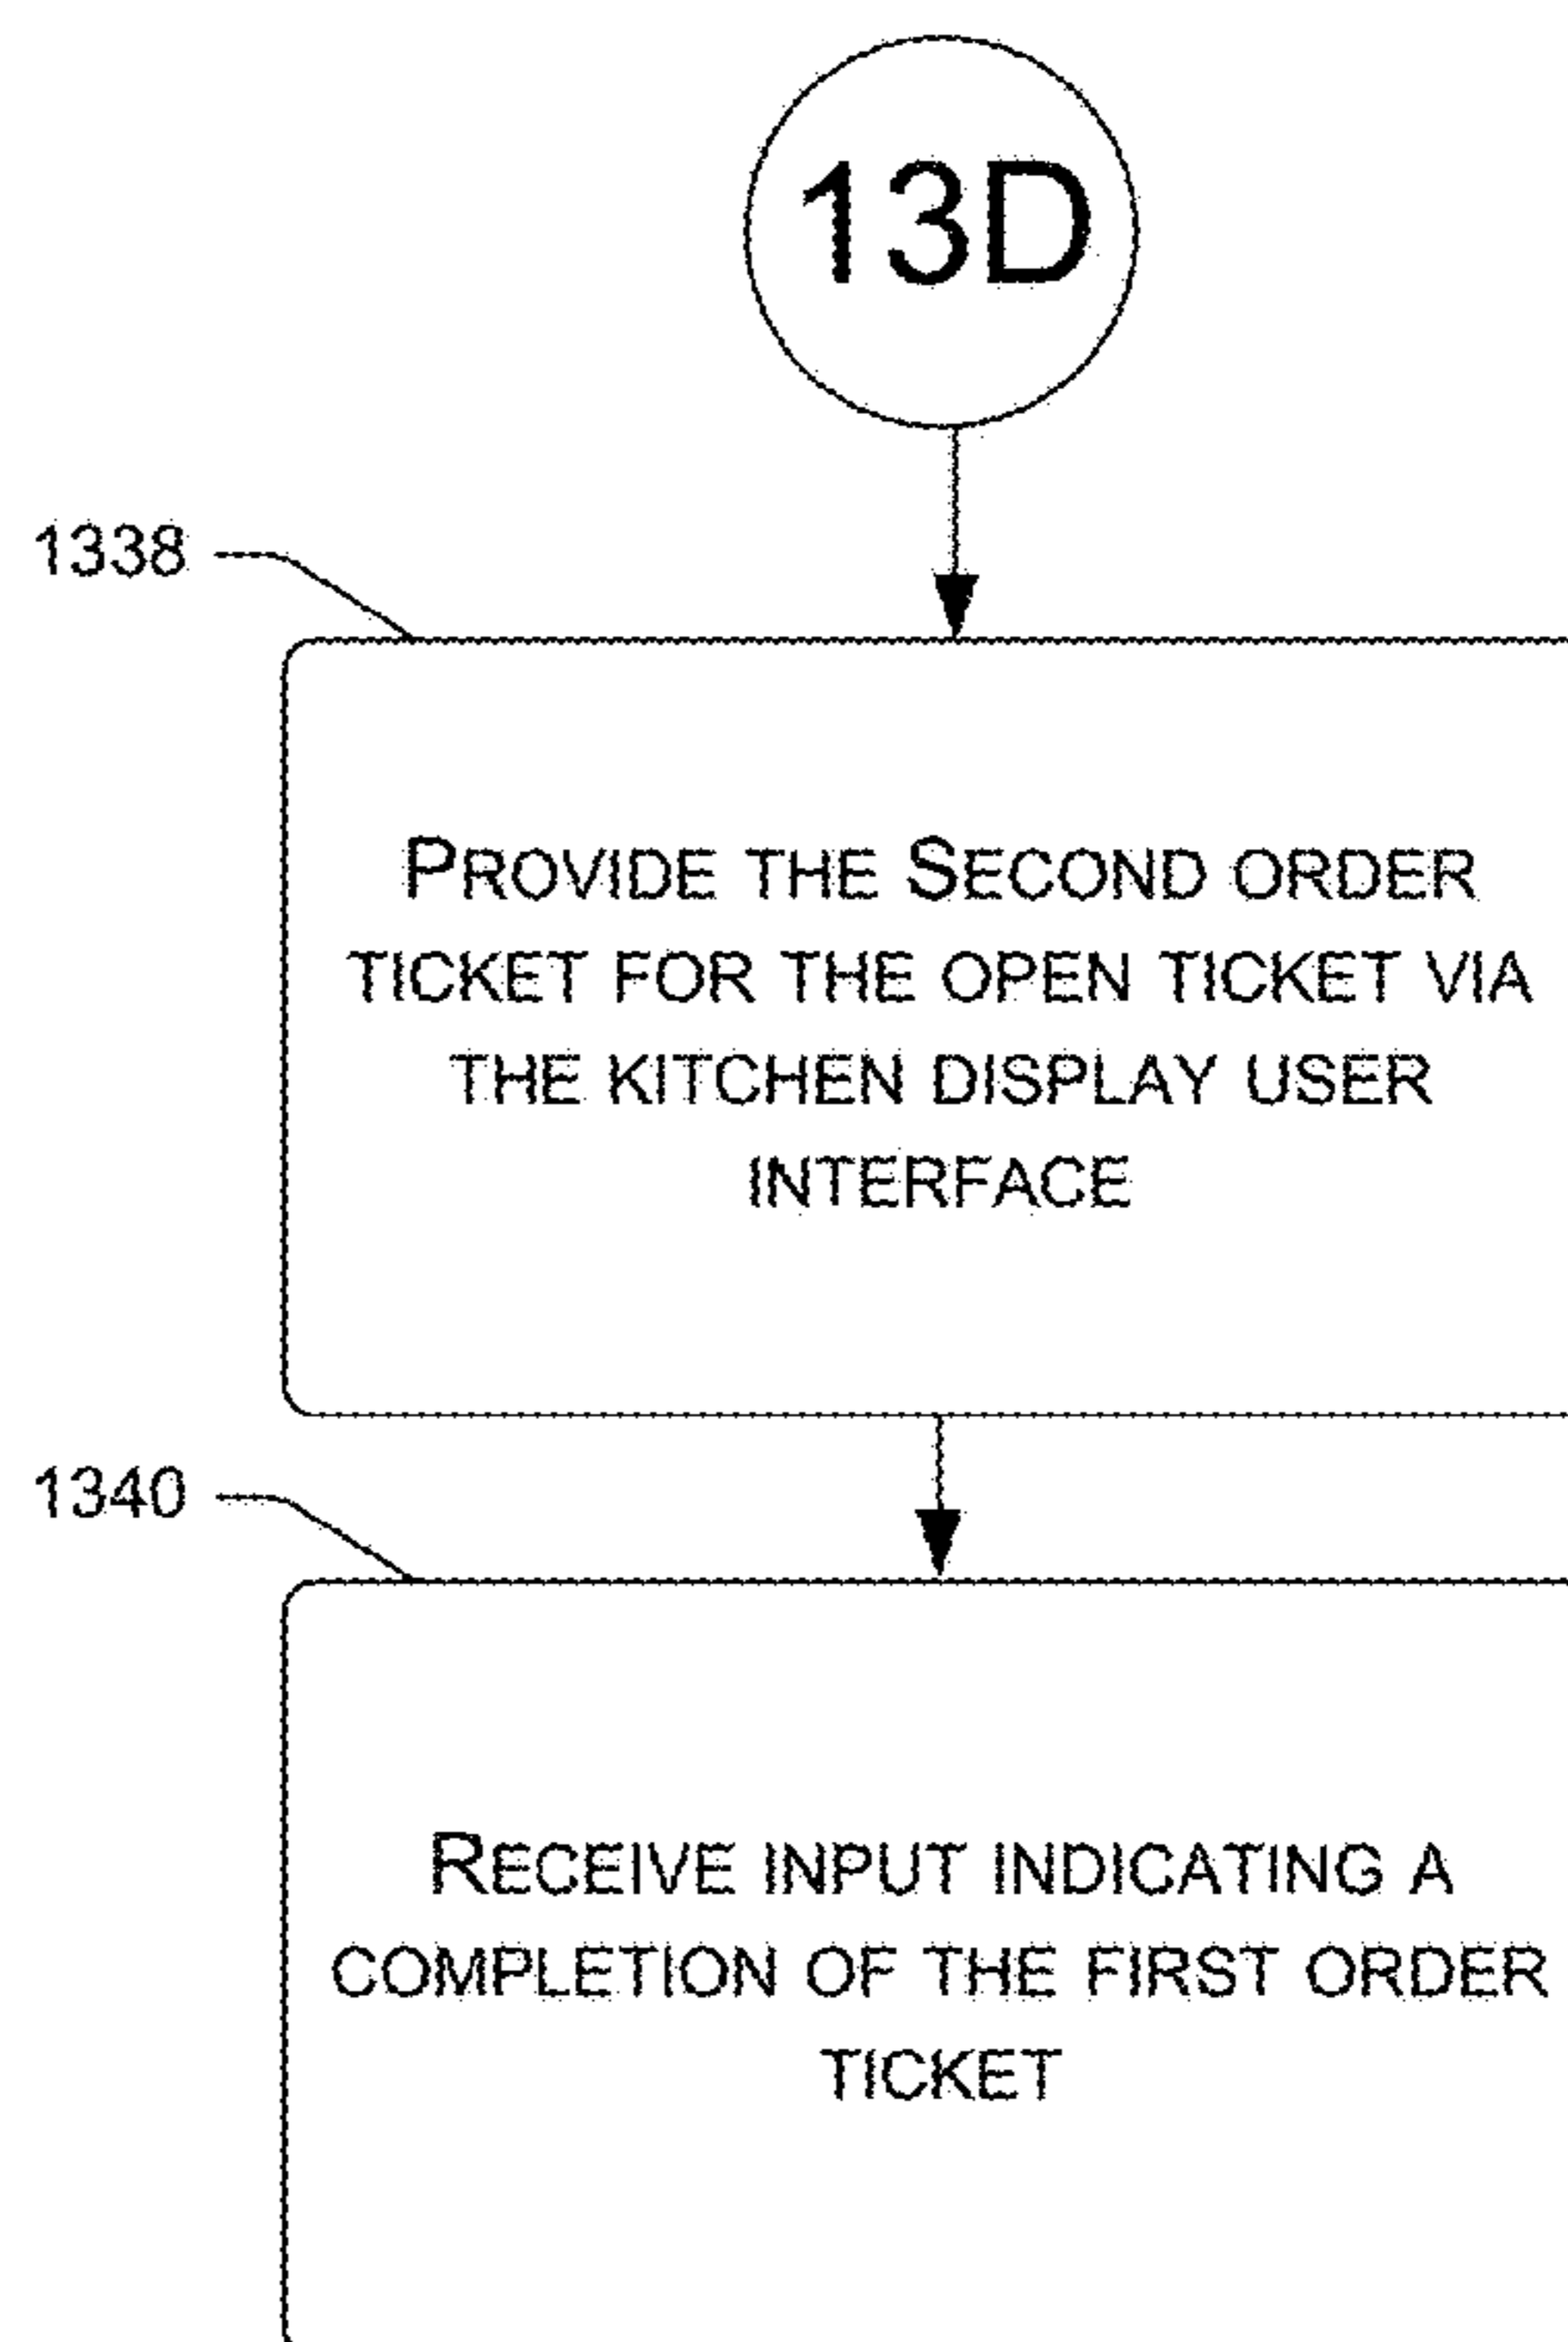 13D
1338
PROVIDE THE SECOND ORDER
TICKET FOR THE OPEN TICKET VIA
THE KITCHEN DISPLAY USER
INTERFACE
1340
RECEIVE INPUT INDICATING A
COMPLETION OF THE FIRST ORDER
TICKET